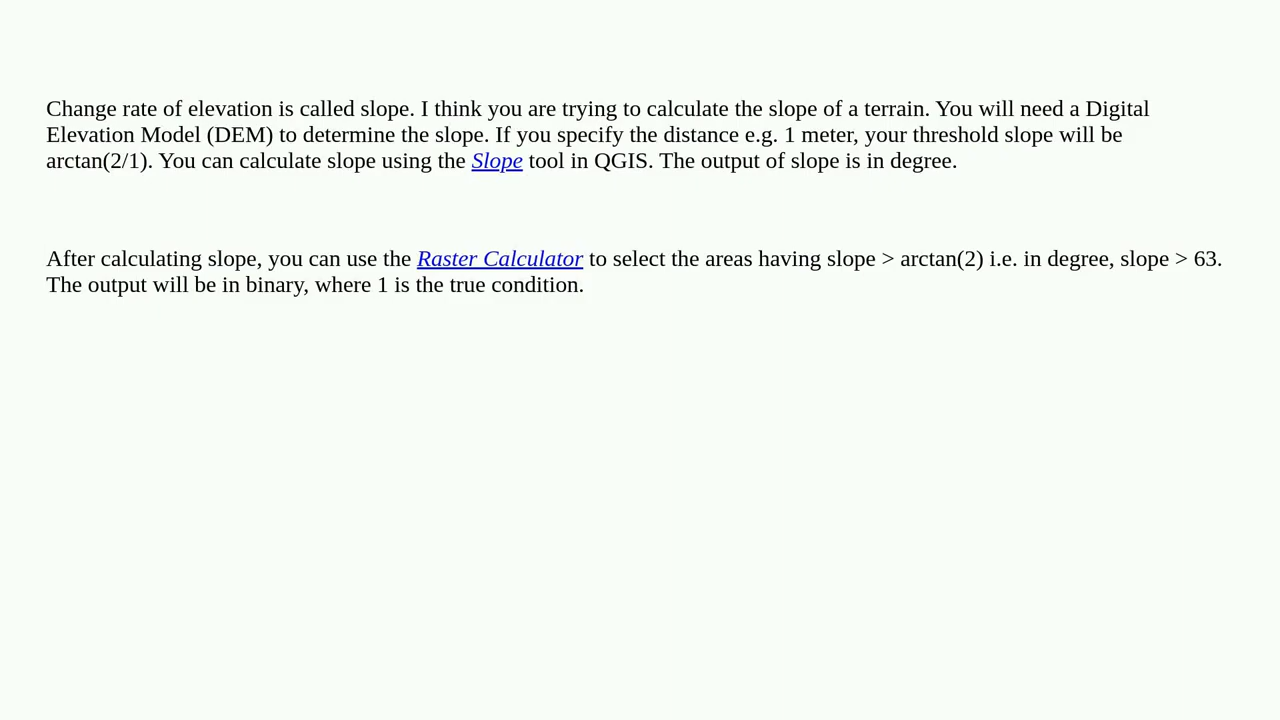 Change rate of elevation is called slope. I think you are trying to calculate the slope of a terrain. You will need a Digital
Elevation Model (DEM) to determine the slope. If you specify the distance e.g. 1 meter, your threshold slope will be
arctan(2/1). You can calculate slope using the Slope tool in QGIS. The output of slope is in degree.
After calculating slope, you can use the Raster Calculator to select the areas having slope > arctan(2) i.e. in degree, slope > 63.
The output will be in binary, where 1 is the true condition.